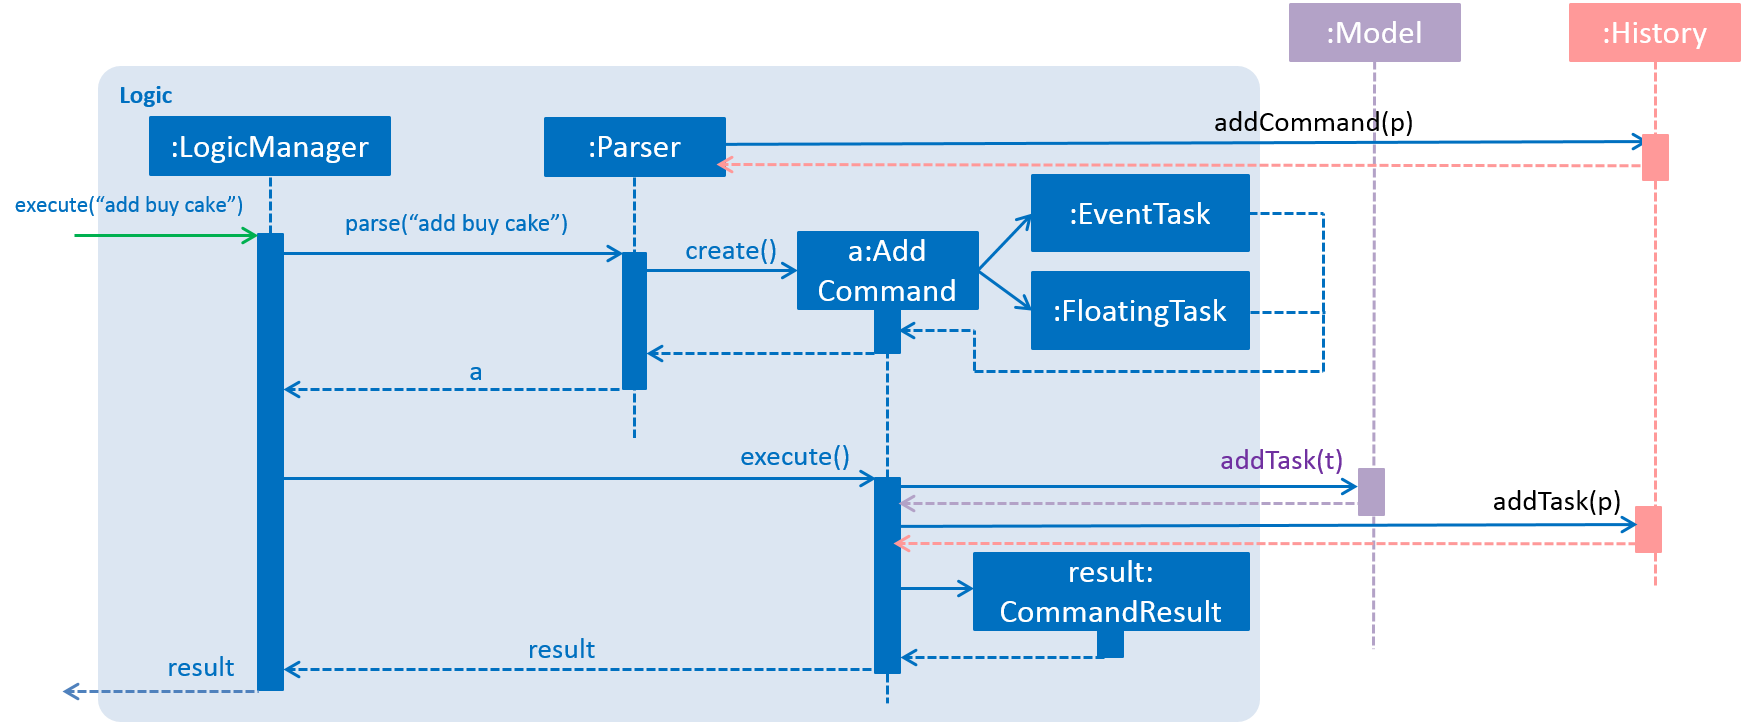 :Model
:History
Logic
addCommand(p)
:LogicManager
:Parser
execute(“add buy cake”)
parse(“add buy cake”)
:EventTask
create()
a:Add
Command
:FloatingTask
a
execute()
addTask(t)
addTask(p)
result:
CommandResult
result
result